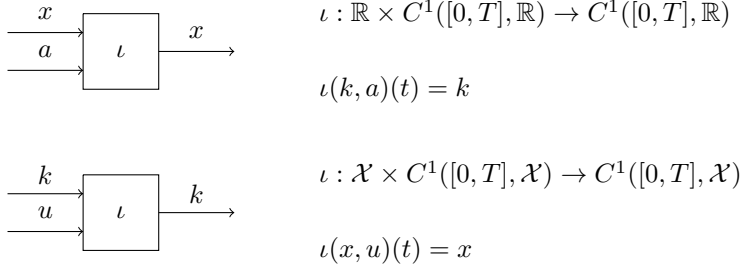 x
a
ι
x
ι : ℝ × C¹([0, T], ℝ) → C¹([0, T], ℝ)
ι(k, a)(t) = k
k
u
ι
k
ι : 𝒳 × C¹([0, T], 𝒳) → C¹([0, T], 𝒳)
ι(x, u)(t) = x